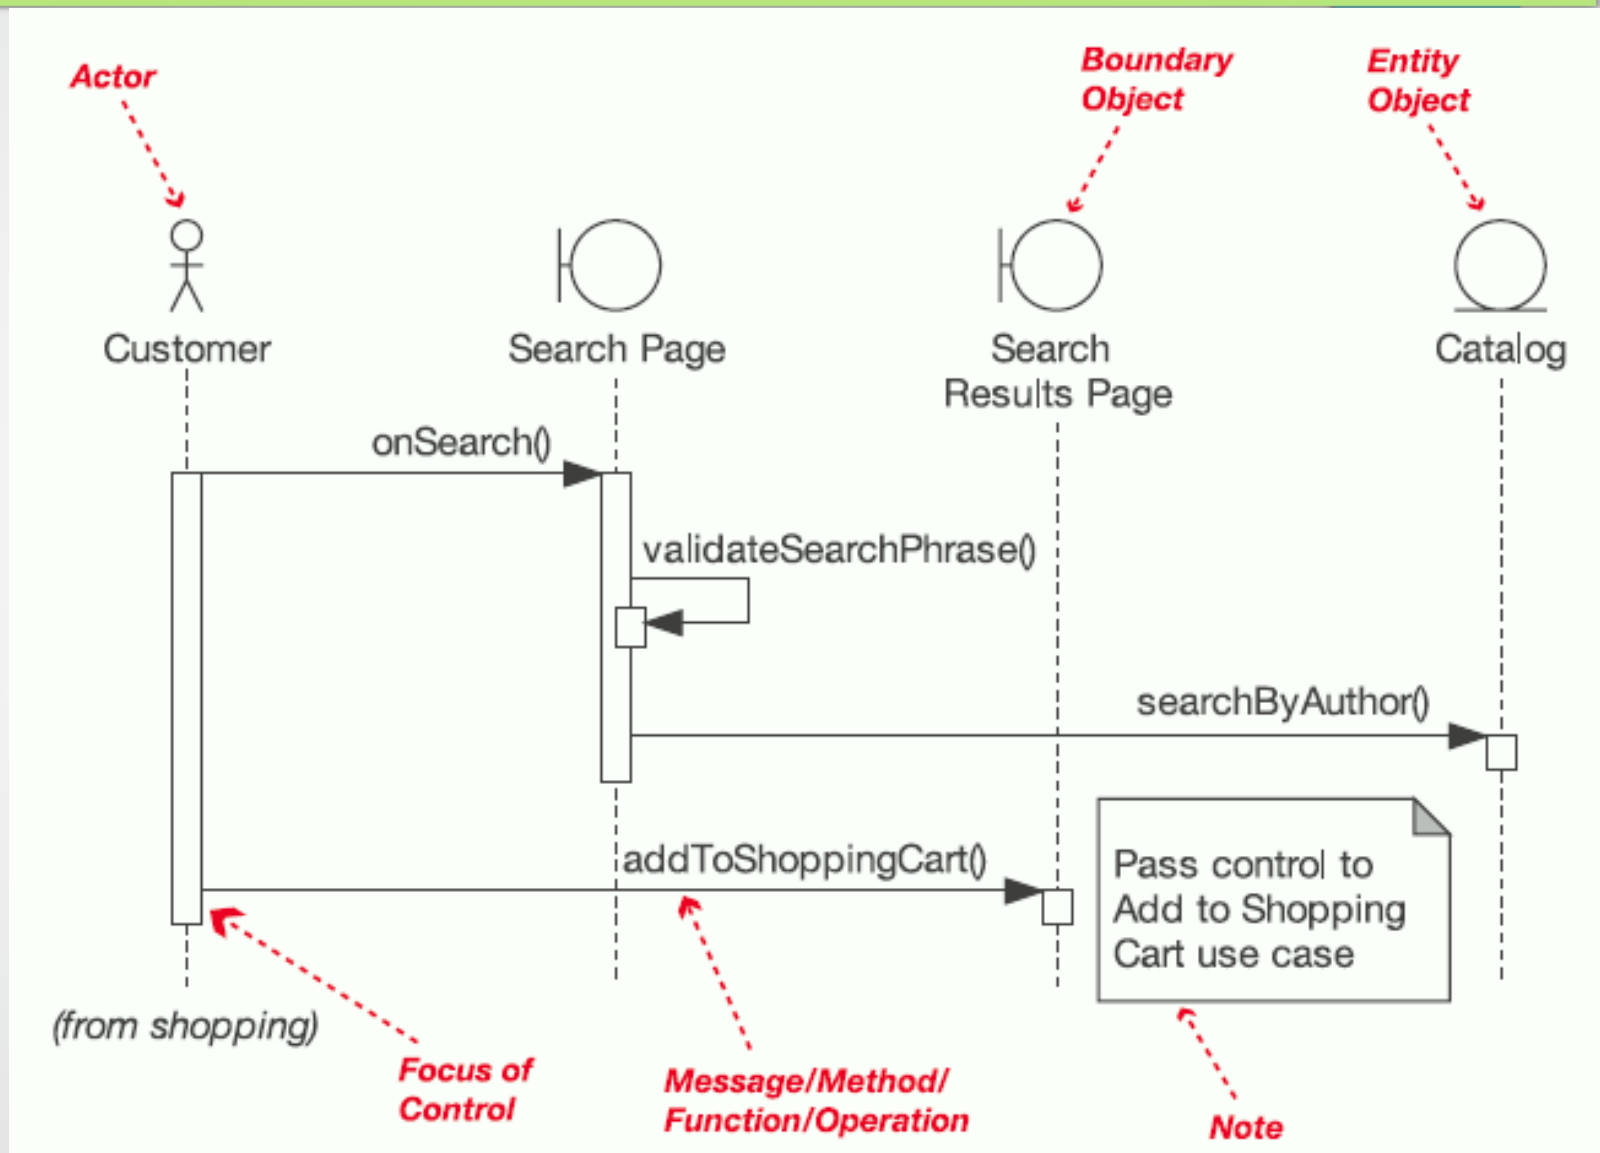 Actor
Boundary
Object
Entity
Object
Customer
Search Page
Search
Results Page
Catalog
onSearch()
validateSearchPhrase()
searchByAuthor()
addToShoppingCart()
Pass control to
Add to Shopping
Cart use case
(from shopping)
Focus of
Control
Message/Method/
Function/Operation
Note